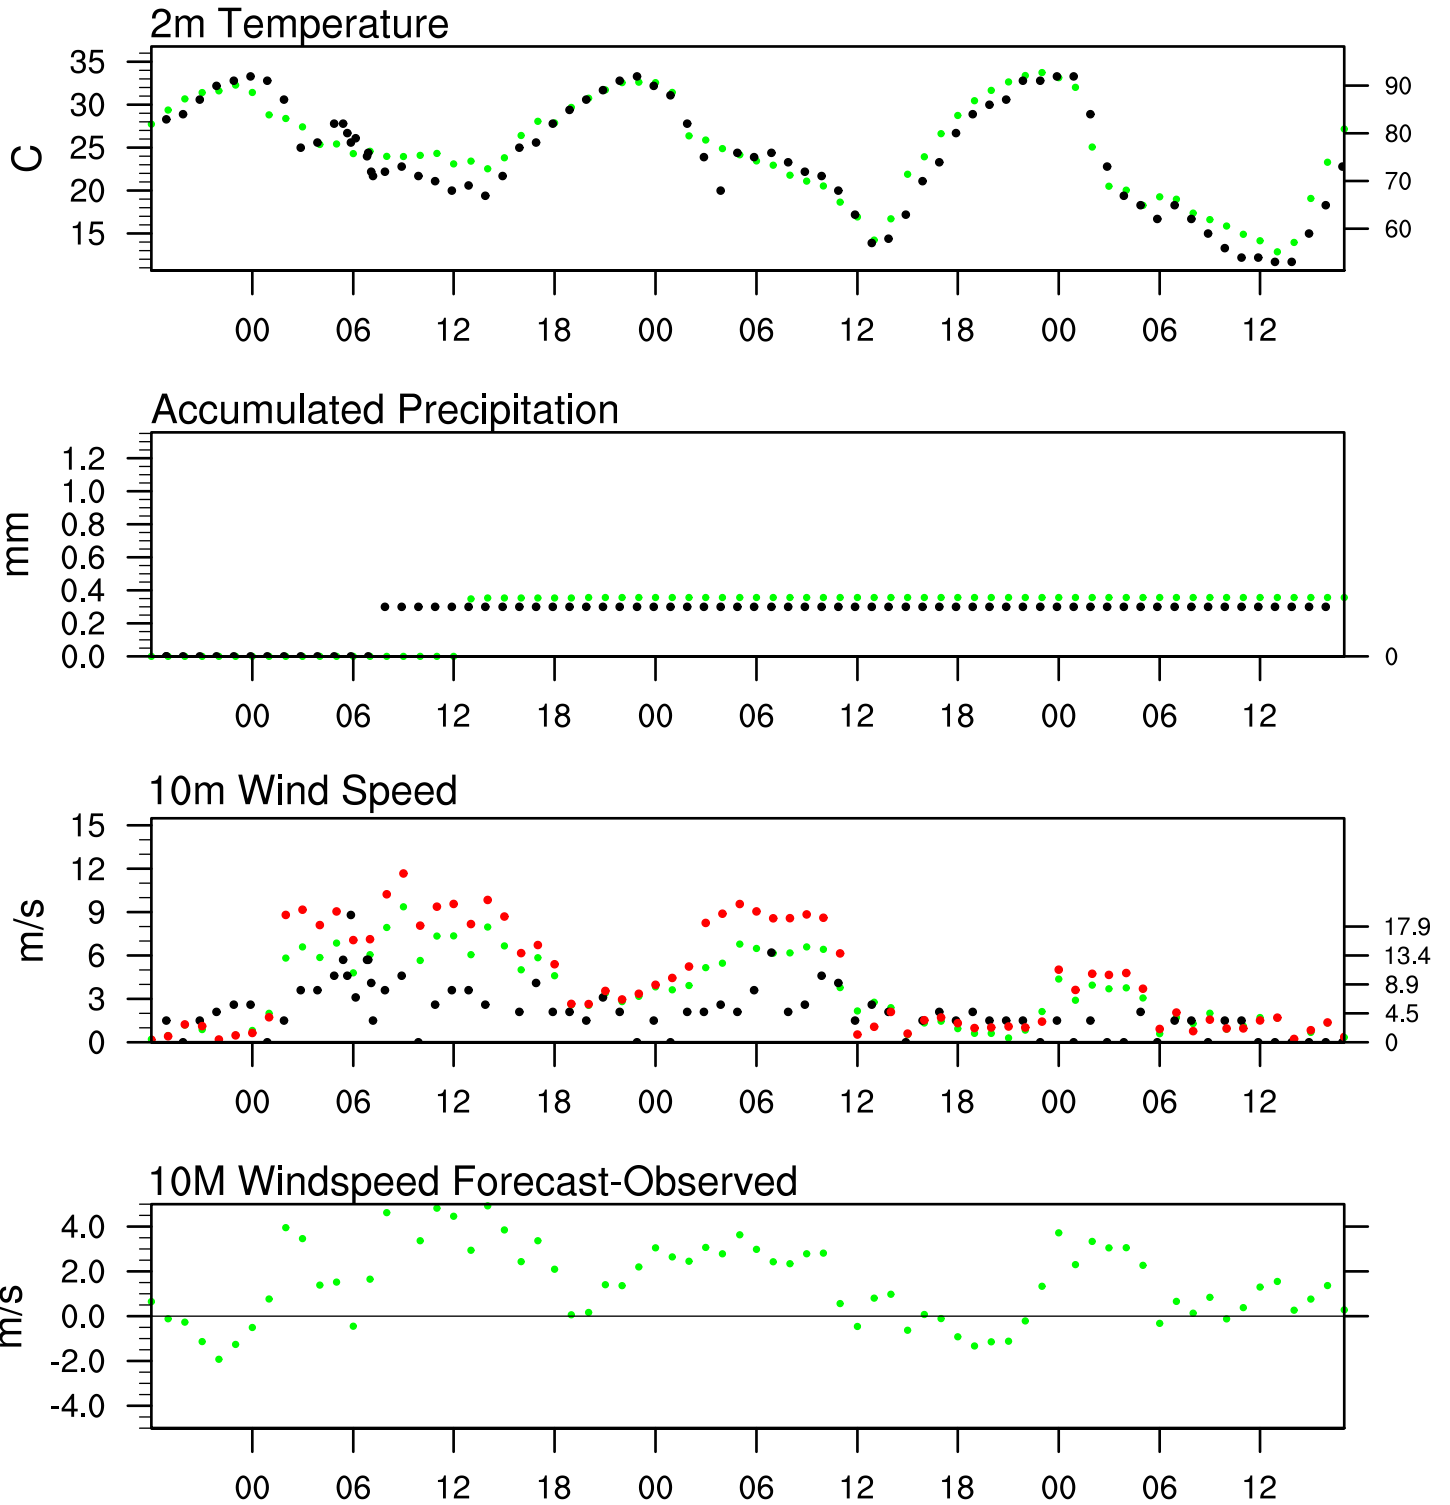 2m Temperature
35
30
25
20
15
C
90
80
70
60
00 06 12 18 00 06 12 18 00 06 12
Accumulated Precipitation
1.2
1.0
0.8
0.6
0.4
0.2
0.0
mm
0
00 06 12 18 00 06 12 18 00 06 12
10m Wind Speed
15
12
9
6
3
0
m/s
17.9
13.4
8.9
4.5
0
00 06 12 18 00 06 12 18 00 06 12
10M Windspeed Forecast-Observed
4.0
2.0
0.0
-2.0
-4.0
m/s
00 06 12 18 00 06 12 18 00 06 12